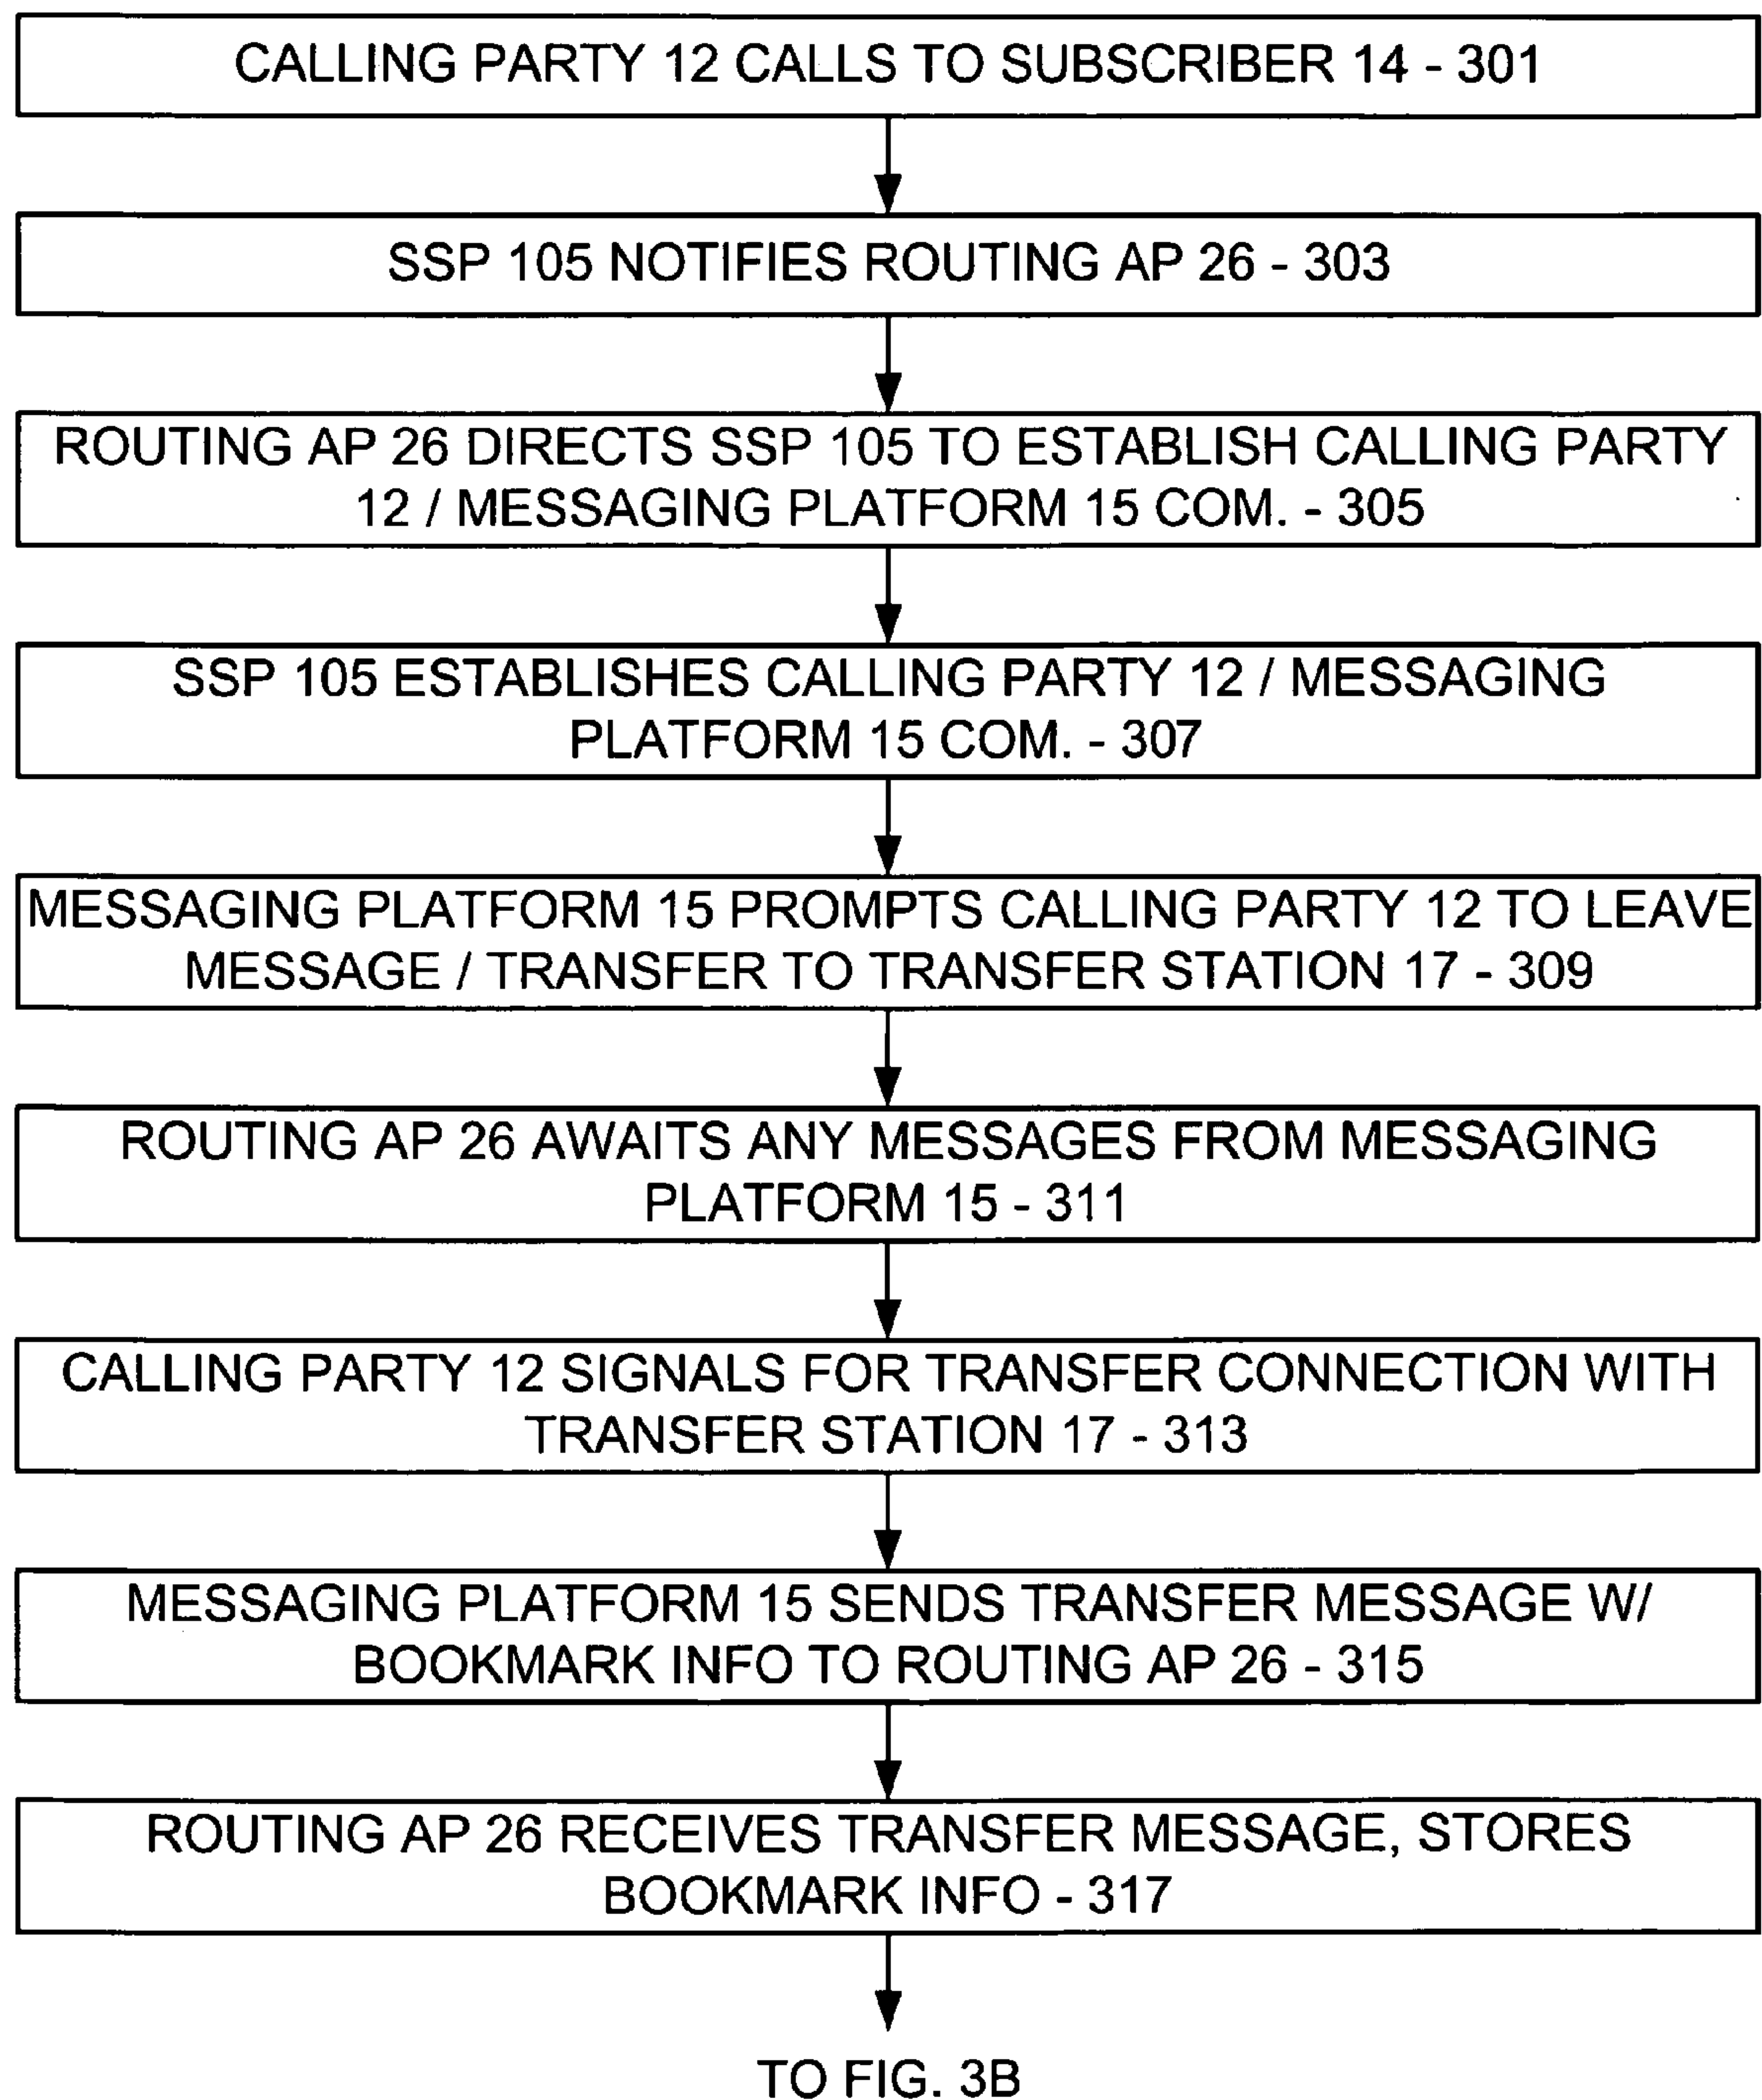 CALLING PARTY 12 CALLS TO SUBSCRIBER 14 - 301
SSP 105 NOTIFIES ROUTING AP 26 - 303
ROUTING AP 26 DIRECTS SSP 105 TO ESTABLISH CALLING PARTY
12 / MESSAGING PLATFORM 15 COM. - 305
SSP 105 ESTABLISHES CALLING PARTY 12 / MESSAGING
PLATFORM 15 COM. - 307
MESSAGING PLATFORM 15 PROMPTS CALLING PARTY 12 TO LEAVE
MESSAGE / TRANSFER TO TRANSFER STATION 17 - 309
ROUTING AP 26 AWAITS ANY MESSAGES FROM MESSAGING
PLATFORM 15 - 311
CALLING PARTY 12 SIGNALS FOR TRANSFER CONNECTION WITH
TRANSFER STATION 17 - 313
MESSAGING PLATFORM 15 SENDS TRANSFER MESSAGE W/
BOOKMARK INFO TO ROUTING AP 26 - 315
ROUTING AP 26 RECEIVES TRANSFER MESSAGE, STORES
BOOKMARK INFO - 317
TO FIG. 3B